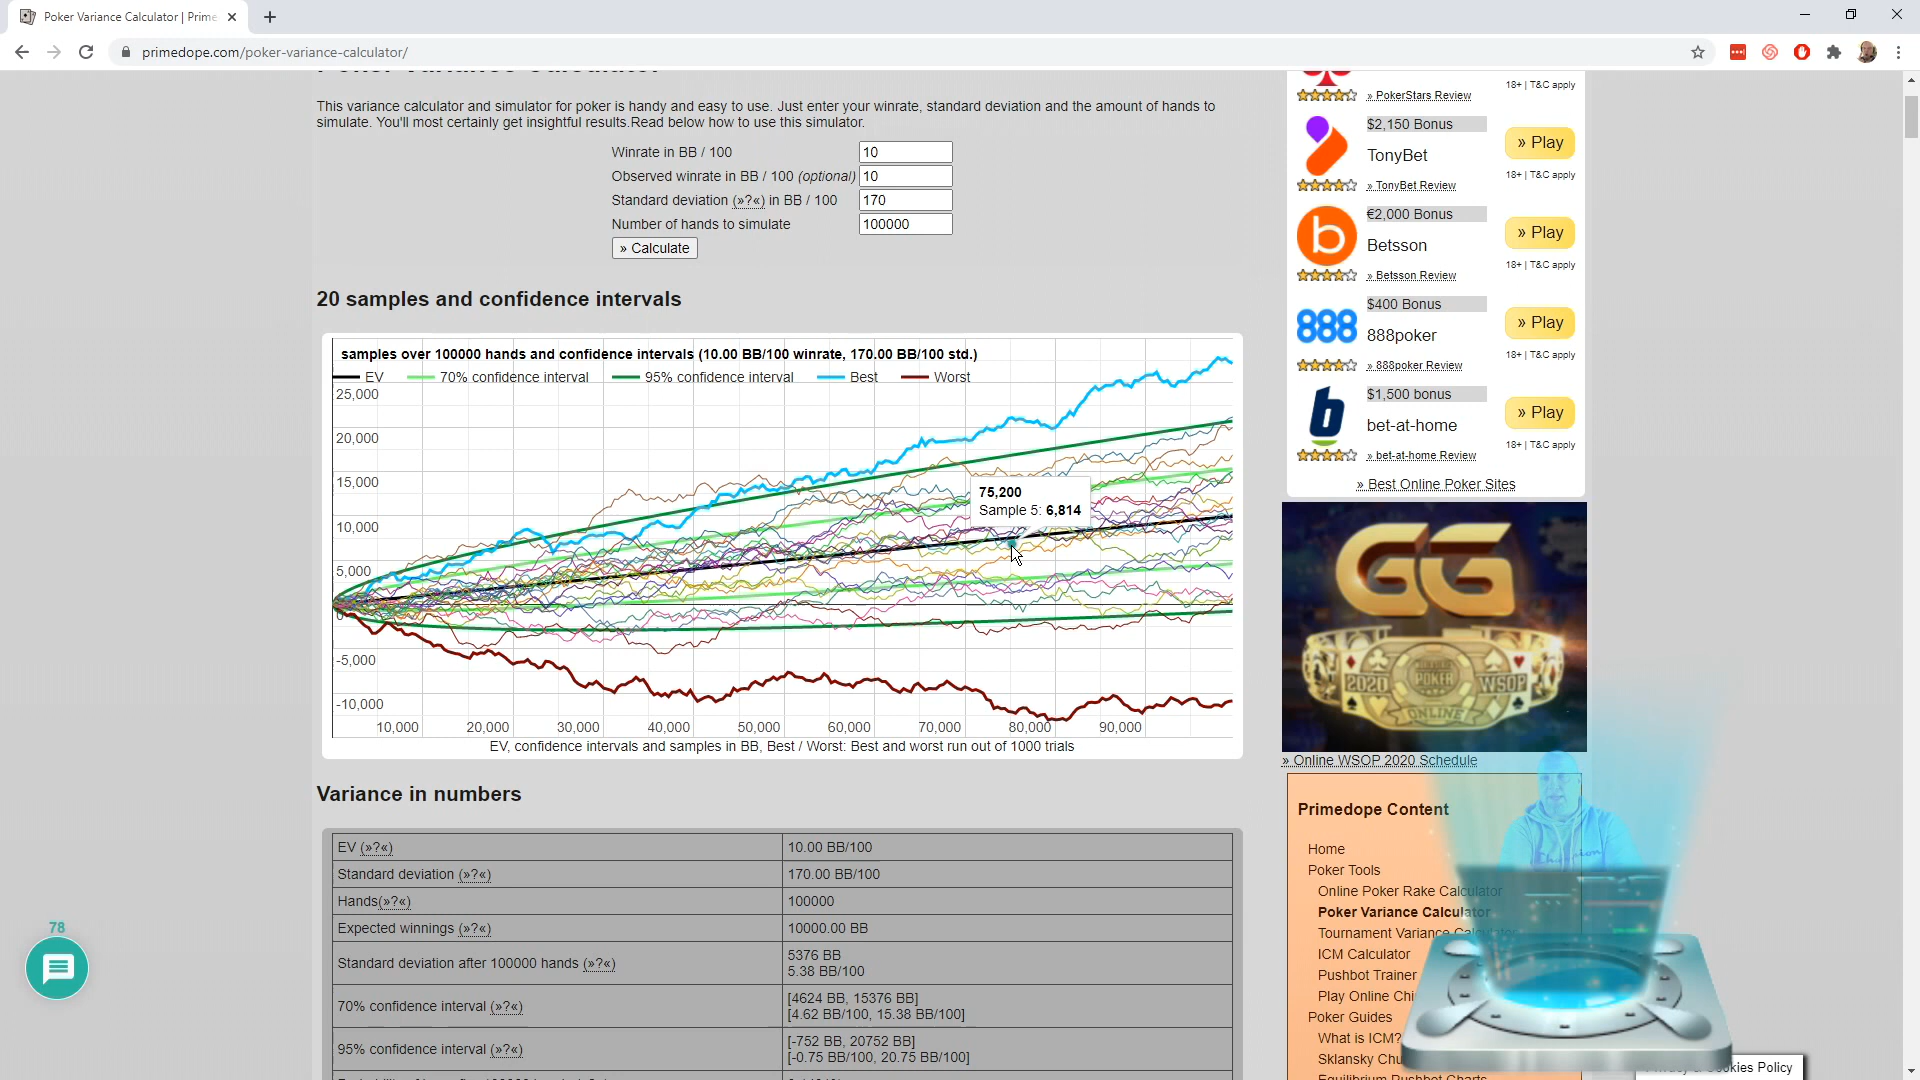 Poker Variance Calculator | Prime
primedope.com/poker-variance-calculator/
This variance calculator and simulator for poker is handy and easy to use. Just enter your winrate, standard deviation and the amount of hands to
simulate. You'll most certainly get insightful results.Read below how to use this simulator.
Winrate in BB / 100
10
Observed winrate in BB / 100 (optional)
10
Standard deviation (»?«) in BB / 100
170
Number of hands to simulate
100000
» Calculate
20 samples and confidence intervals
samples over 100000 hands and confidence intervals (10.00 BB/100 winrate, 170.00 BB/100 std.)
EV
70% confidence interval
95% confidence interval
Best
Worst
25,000
20,000
15,000
10,000
5,000
0
-5,000
-10,000
75,200
Sample 5: 6,814
10,000
20,000
30,000
40,000
50,000
60,000
70,000
80,000
90,000
EV, confidence intervals and samples in BB, Best / Worst: Best and worst run out of 1000 trials
Variance in numbers
EV (»?«)
10.00 BB/100
Standard deviation (»?«)
170.00 BB/100
Hands(»?«)
100000
Expected winnings (»?«)
10000.00 BB
Standard deviation after 100000 hands (»?«)
5376 BB
5.38 BB/100
70% confidence interval (»?«)
[4624 BB, 15376 BB]
[4.62 BB/100, 15.38 BB/100]
95% confidence interval (»?«)
[-752 BB, 20752 BB]
[-0.75 BB/100, 20.75 BB/100]
78
» PokerStars Review
18+ | T&C apply
$2,150 Bonus
TonyBet
» Play
» TonyBet Review
18+ | T&C apply
€2,000 Bonus
b
Betsson
» Play
» Betsson Review
18+ | T&C apply
$400 Bonus
888
888poker
» Play
» 888poker Review
18+ | T&C apply
$1,500 bonus
b
bet-at-home
» Play
» bet-at-home Review
18+ | T&C apply
» Best Online Poker Sites
GG
2020
POKER
WSOP
ONLINE
» Online WSOP 2020 Schedule
Primedope Content
Home
Poker Tools
Online Poker Rake Calculator
Poker Variance Calculator
Tournament Variance Calculator
ICM Calculator
Pushbot Trainer
Play Online Chi
Poker Guides
What is ICM?
Sklansky Chu
Equilibrium Pushbot Charts
Champion
Cookies Policy